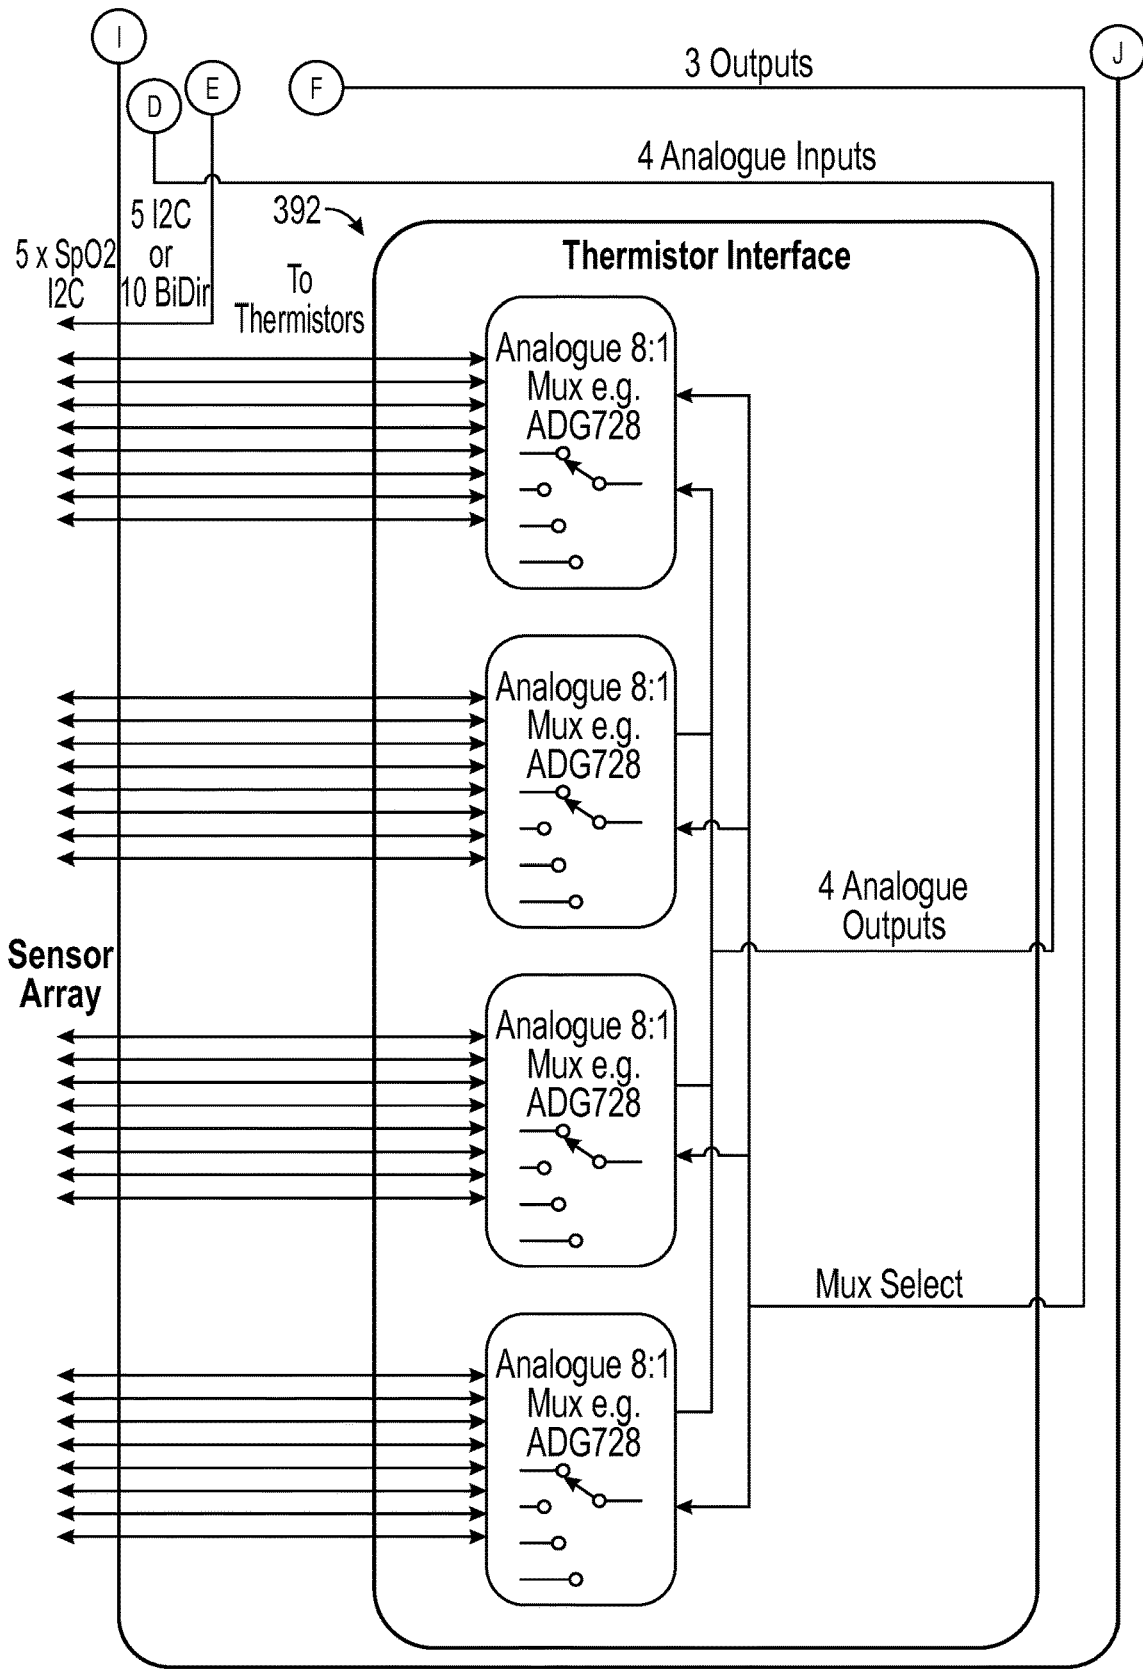 I
J
D
E
F
3 Outputs
4 Analogue Inputs
5 x SpO2
I2C
5 I2C
or
10 BiDir
392
To
Thermistors
Thermistor Interface
Analogue 8:1
Mux e.g.
ADG728
Analogue 8:1
Mux e.g.
ADG728
4 Analogue
Outputs
Sensor
Array
Analogue 8:1
Mux e.g.
ADG728
Mux Select
Analogue 8:1
Mux e.g.
ADG728